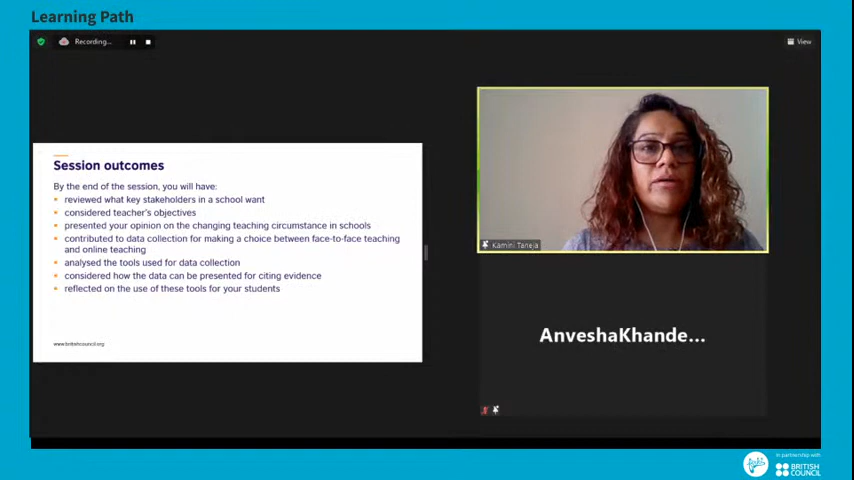 Learning Path
Recording...
View
Session outcomes
By the end of the session, you will have:
reviewed what key stakeholders in a school want
considered teacher's objectives
presented your opinion on the changing teaching circumstance in schools
contributed to data collection for making a choice between face-to-face teaching
and online teaching
analysed the tools used for data collection
considered how the data can be presented for citing evidence
reflected on the use of these tools for your students
www.britishcouncil.org
Kamini Taneja
AnveshaKhande...
In partnership with
BRITISH
COUNCIL